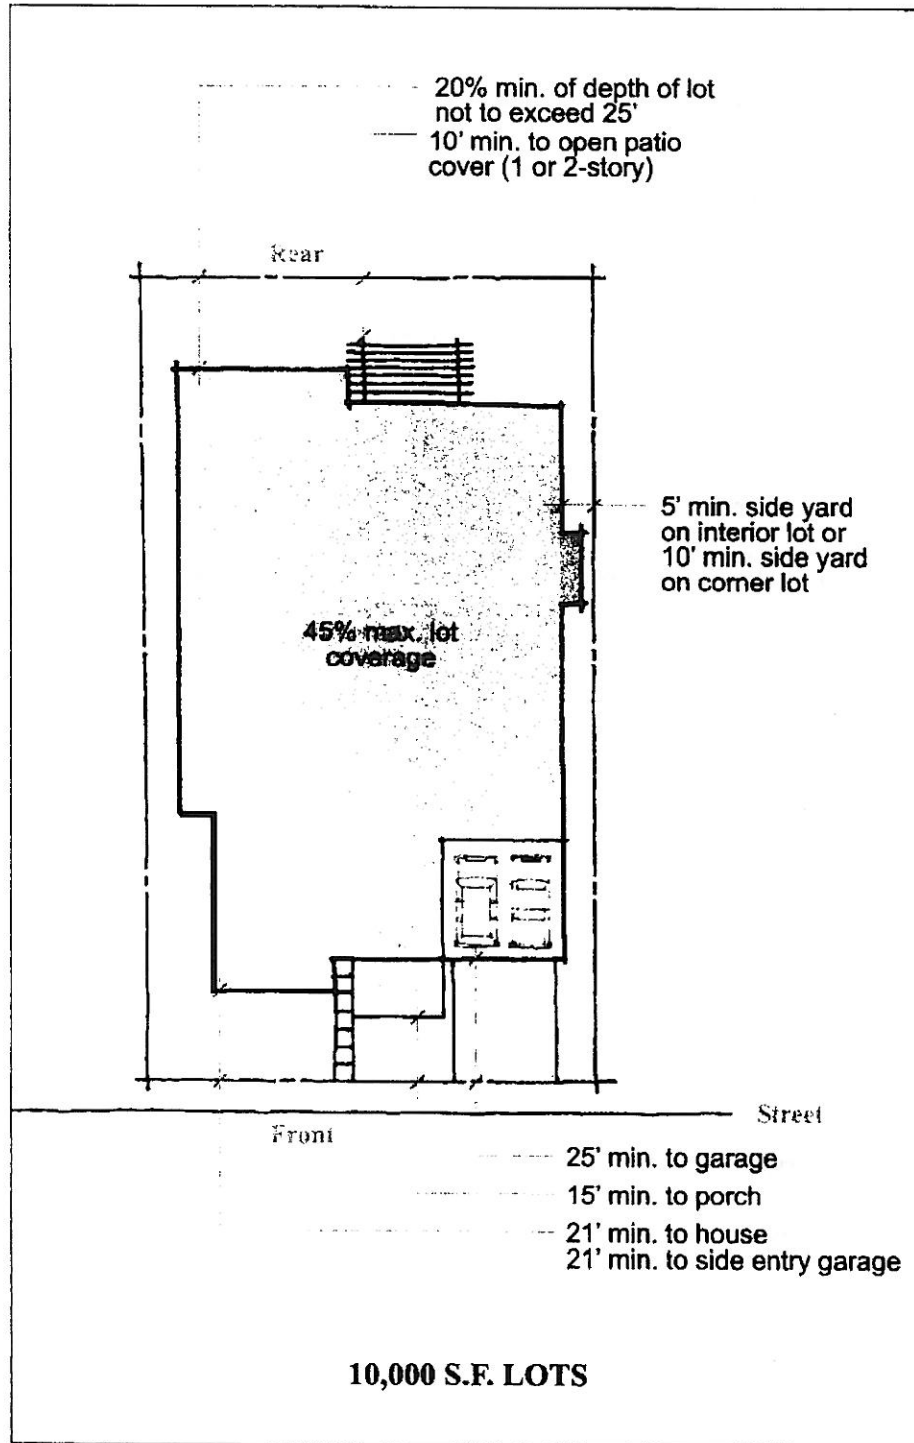 20% min. of depth of lot
not to exceed 25'
10' min. to open patio
cover (1 or 2-story)
Rear
5' min. side yard
on interior lot or
10' min. side yard
on corner lot
45% max. lot
coverage
Street
Front
25' min. to garage
15' min. to porch
21' min. to house
21' min. to side entry garage
10,000 S.F. LOTS